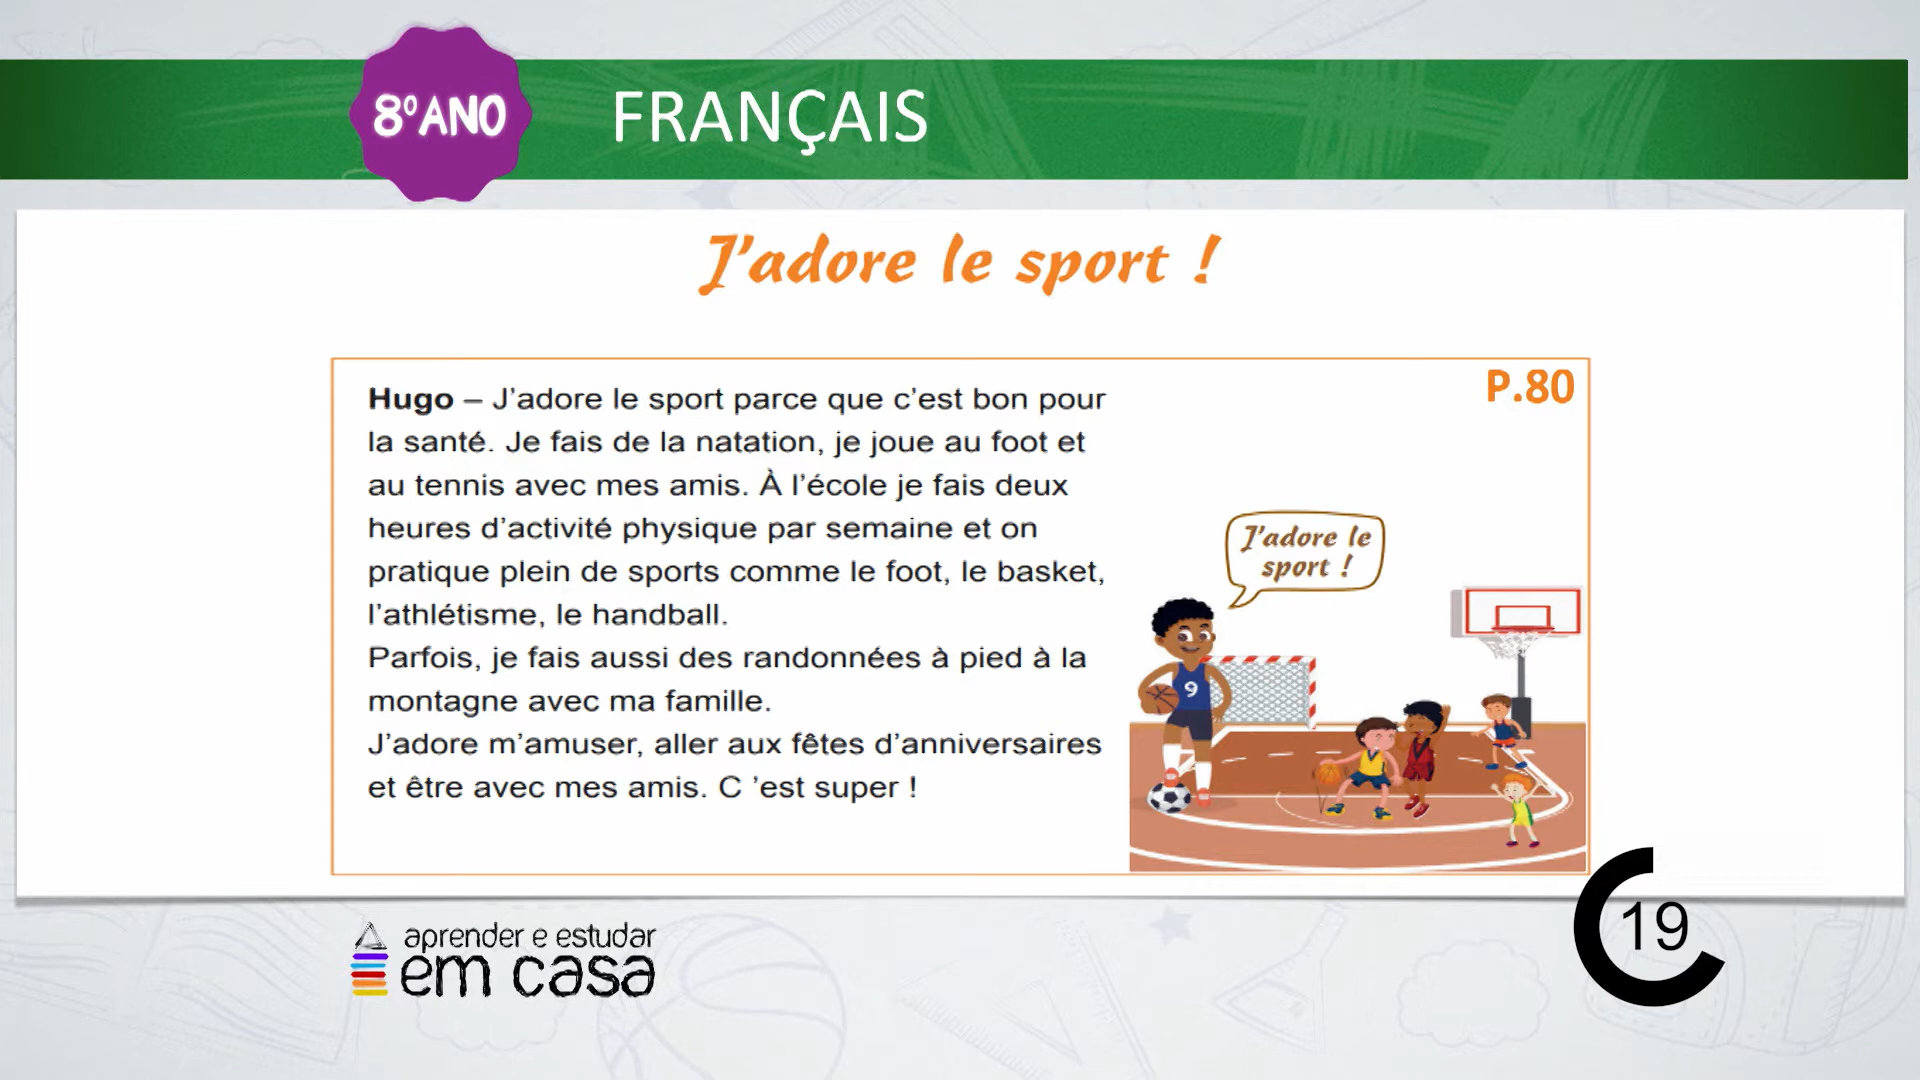 8ºANO
FRANÇAIS
J’adore le sport !
P.80
Hugo – J’adore le sport parce que c’est bon pour
la santé. Je fais de la natation, je joue au foot et
au tennis avec mes amis. À l’école je fais deux
heures d’activité physique par semaine et on
pratique plein de sports comme le foot, le basket,
l’athlétisme, le handball.
Parfois, je fais aussi des randonnées à pied à la
montagne avec ma famille.
J’adore m’amuser, aller aux fêtes d’anniversaires
et être avec mes amis. C ’est super !
J’adore le
sport !
9
aprender e estudar
em casa
19